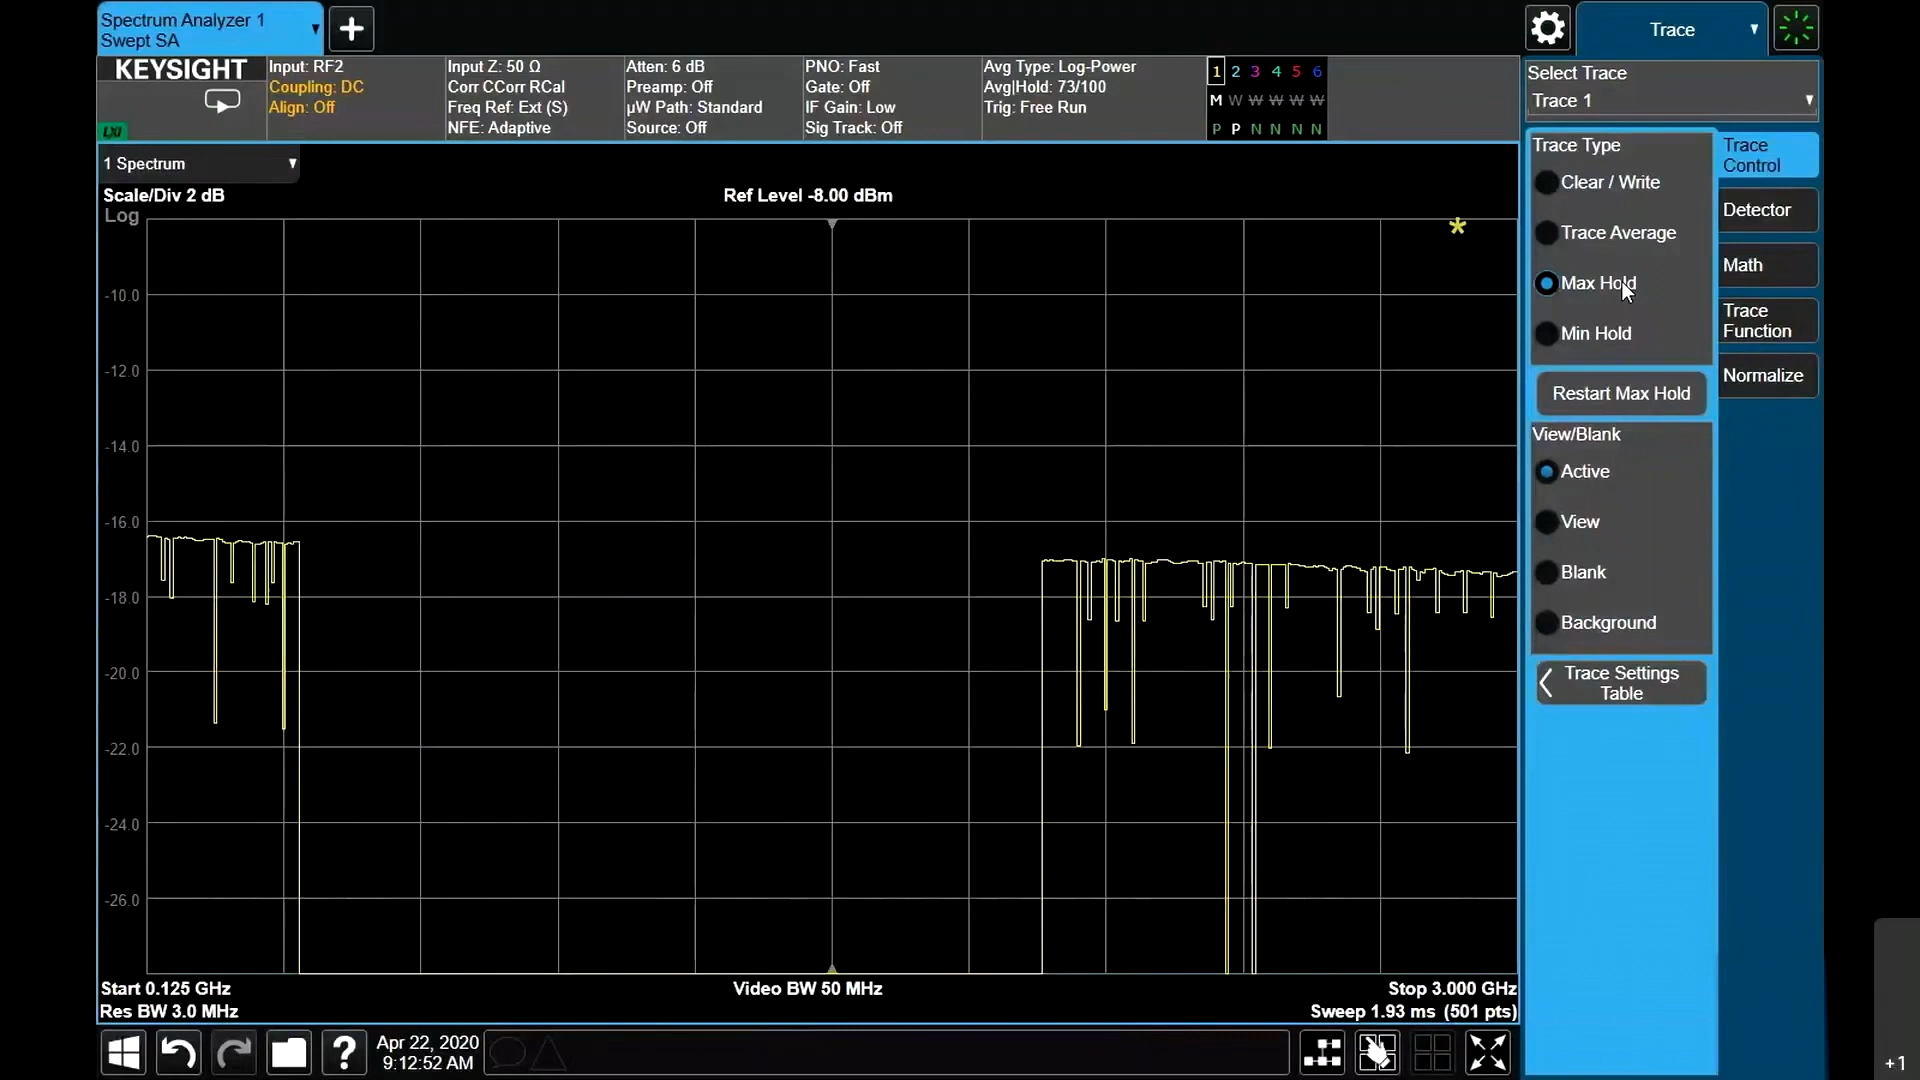 Spectrum Analyzer 1
Swept SA
Trace
KEYSIGHT
LXI
Input: RF2
Coupling: DC
Align: Off
Input Z: 50 Ω
Corr CCorr RCal
Freq Ref: Ext (S)
NFE: Adaptive
Atten: 6 dB
Preamp: Off
µW Path: Standard
Source: Off
PNO: Fast
Gate: Off
IF Gain: Low
Sig Track: Off
Avg Type: Log-Power
Avg|Hold: 73/100
Trig: Free Run
1 2 3 4 5 6
M W W W W W
P P N N N N
Select Trace
Trace 1
1 Spectrum
Scale/Div 2 dB
Ref Level -8.00 dBm
Log
-10.0
-12.0
-14.0
-16.0
-18.0
-20.0
-22.0
-24.0
-26.0
Start 0.125 GHz
Video BW 50 MHz
Stop 3.000 GHz
Res BW 3.0 MHz
Sweep 1.93 ms (501 pts)
Trace Type
Clear / Write
Trace Average
Max Hold
Min Hold
Restart Max Hold
View/Blank
Active
View
Blank
Background
Trace Settings
Table
Trace
Control
Detector
Math
Trace
Function
Normalize
?
Apr 22, 2020
9:12:52 AM
+1